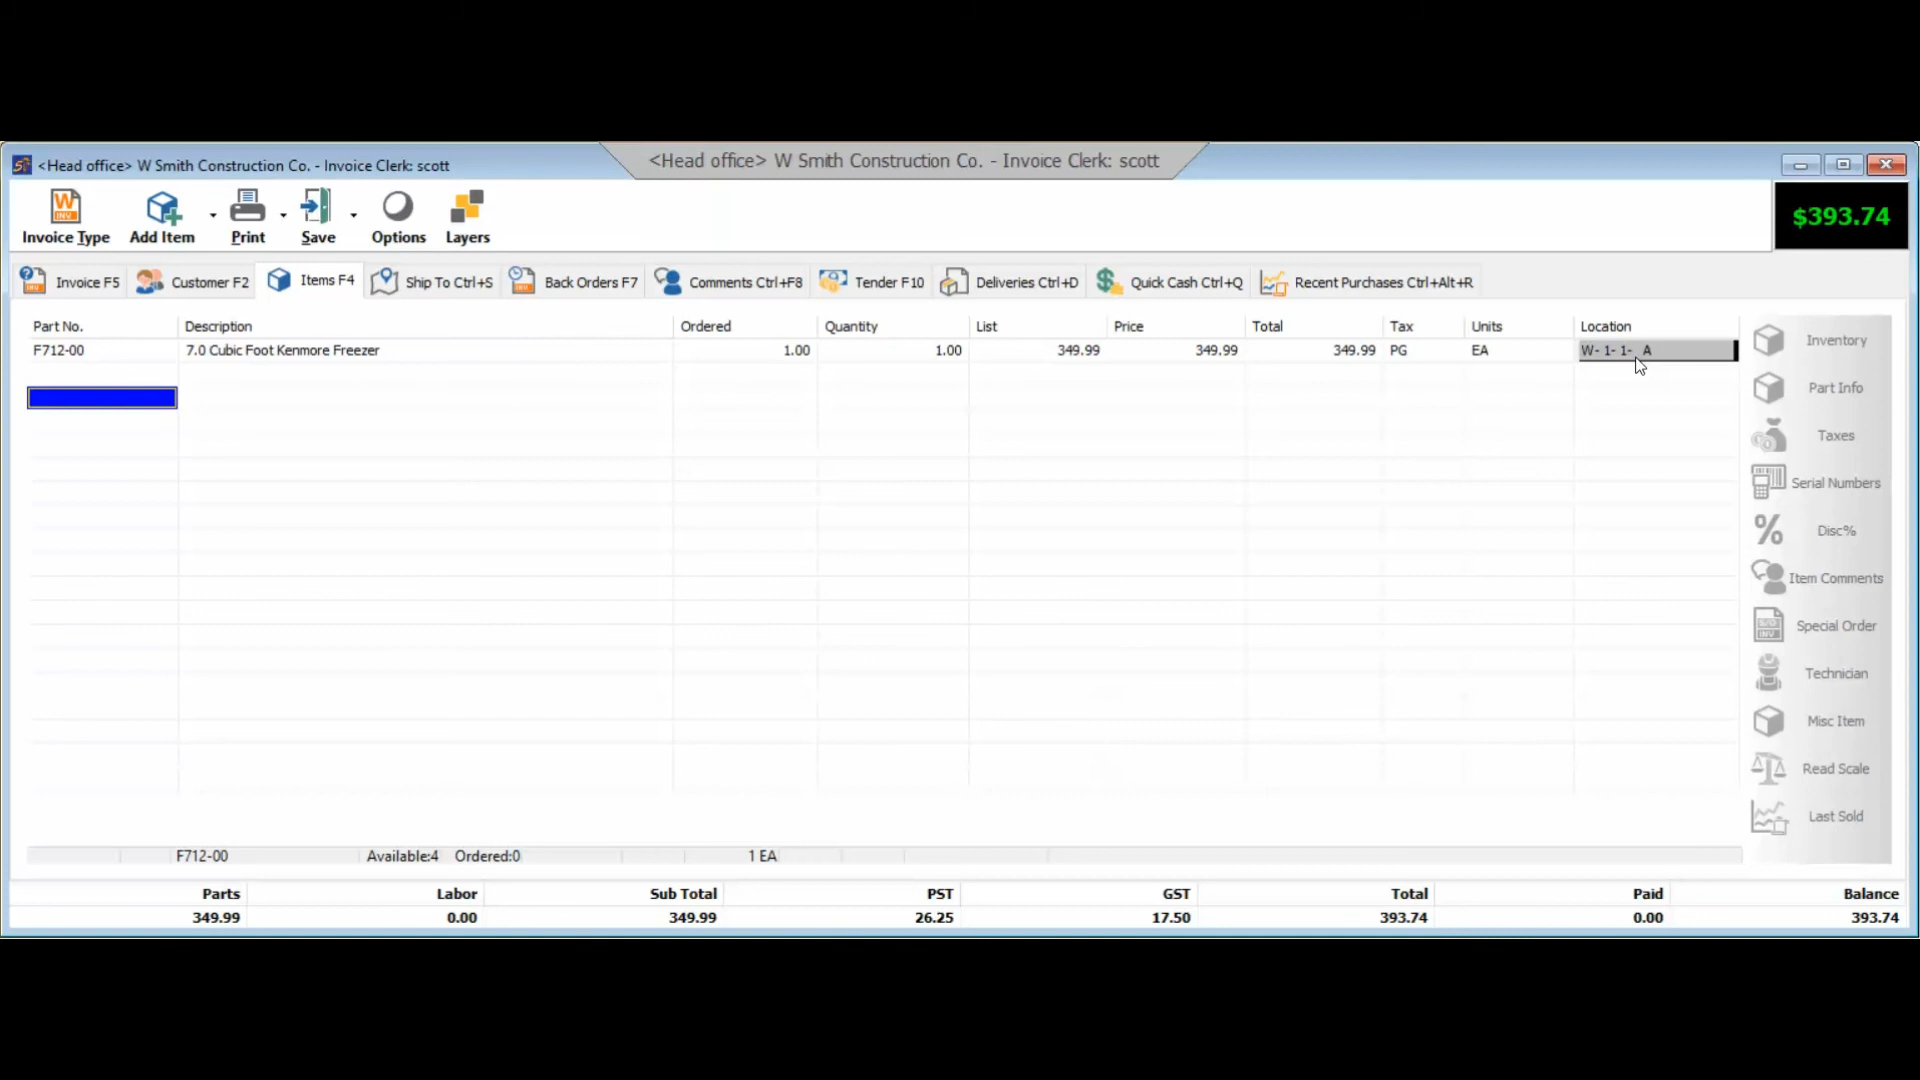 <Head office> W Smith Construction Co. - Invoice Clerk: scott
<Head office> W Smith Construction Co. - Invoice Clerk: scott
Invoice Type Add Item Print Save Options Layers
$393.74
Invoice F5 Customer F2 Items F4 Ship To Ctrl+S Back Orders F7 Comments Ctrl+F8 Tender F10 Deliveries Ctrl+D Quick Cash Ctrl+Q Recent Purchases Ctrl+Alt+R
Part No. Description Ordered Quantity List Price Total Tax Units Location
F712-00 7.0 Cubic Foot Kenmore Freezer 1.00 1.00 349.99 349.99 349.99 PG EA W- 1- 1- A
Inventory
Part Info
Taxes
Serial Numbers
Disc%
Item Comments
Special Order
Technician
Misc Item
Read Scale
Last Sold
F712-00 Available:4 Ordered:0 1 EA
Parts Labor Sub Total PST GST Total Paid Balance
349.99 0.00 349.99 26.25 17.50 393.74 0.00 393.74